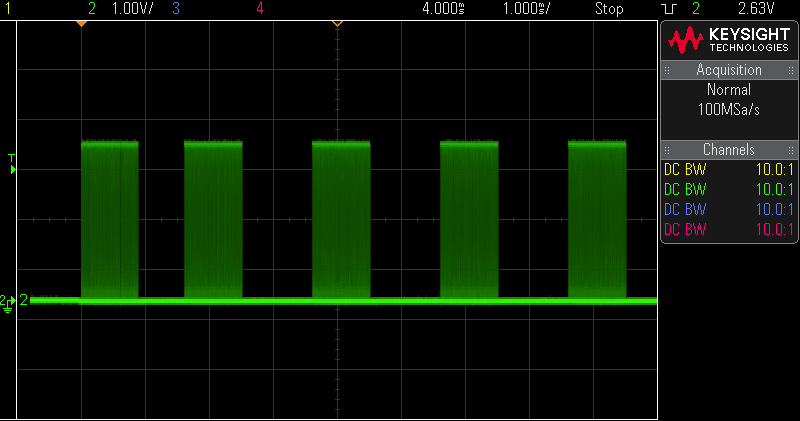 1 2 1.00V/ 3 4 4.000s 1.000s/ Stop 2 2.63V
KEYSIGHT
TECHNOLOGIES
Acquisition
Normal
100MSa/s
Channels
DC BW 10.0:1
DC BW 10.0:1
DC BW 10.0:1
DC BW 10.0:1
T
2 2